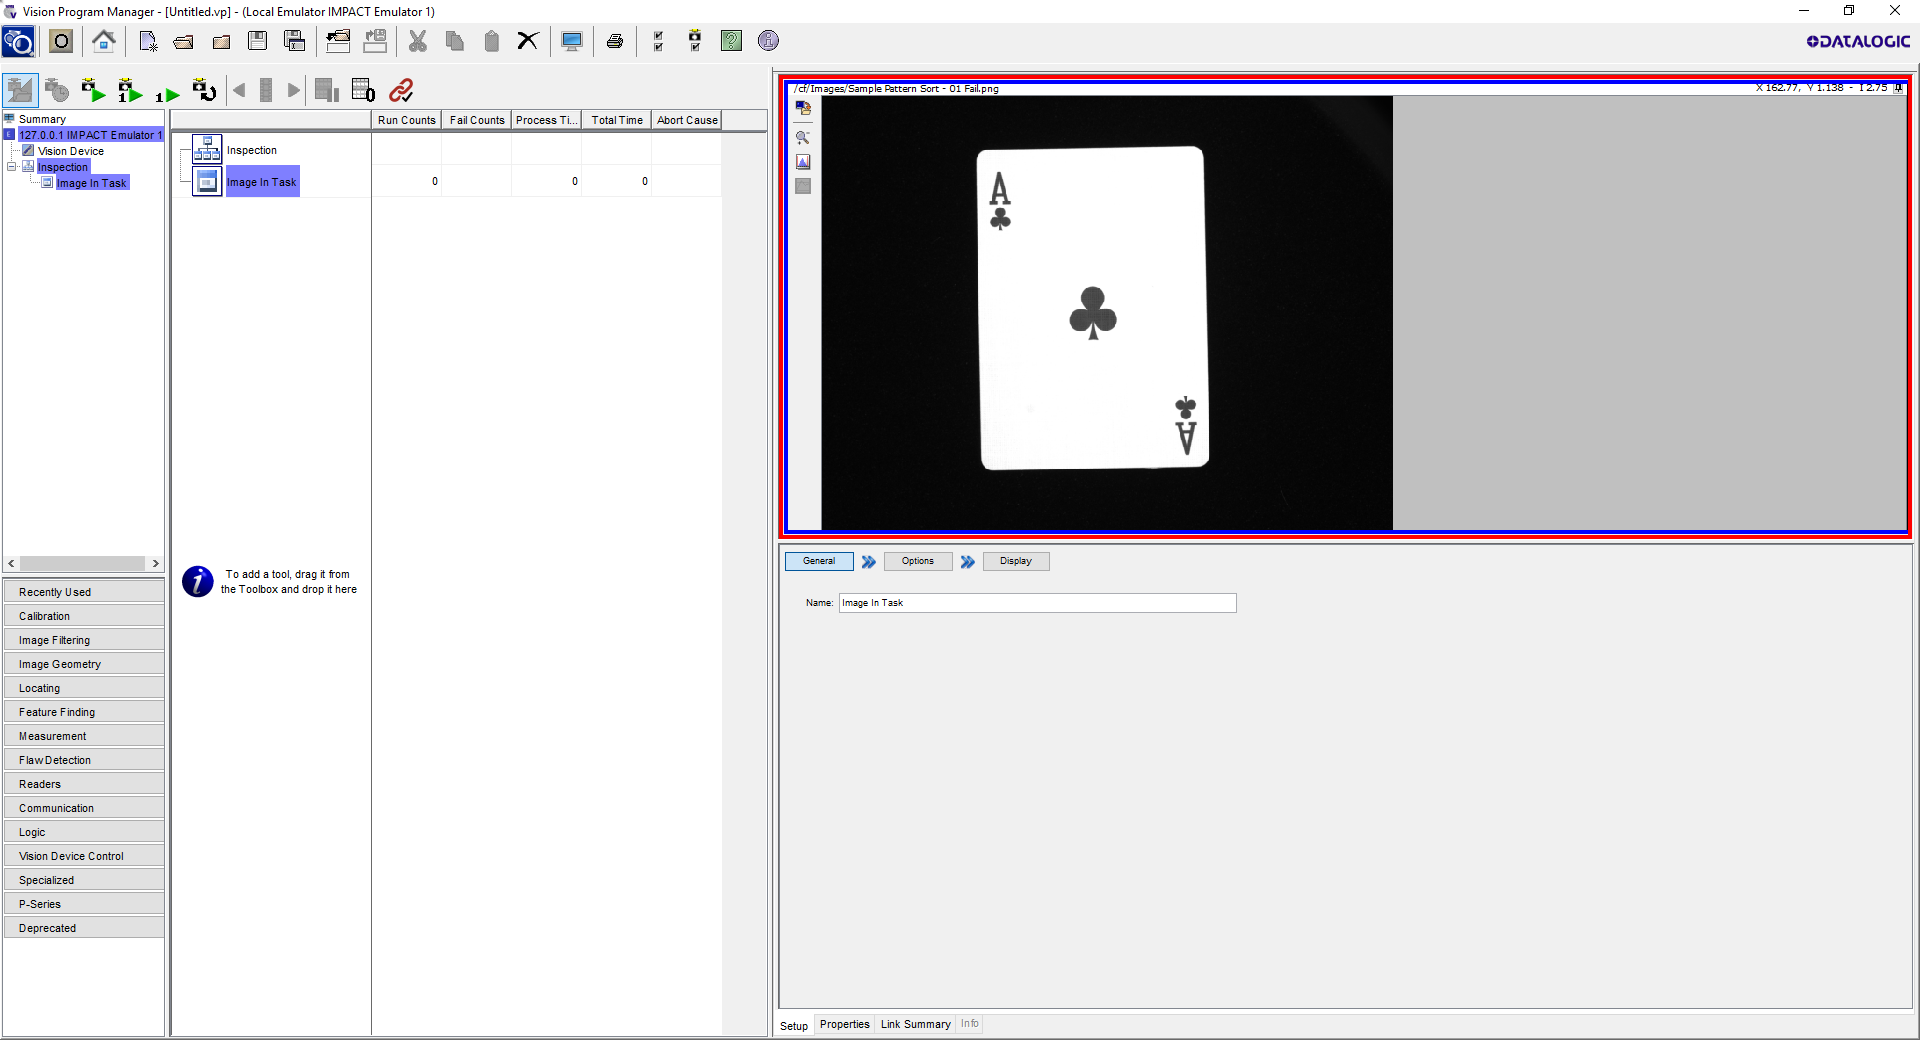 Vision Program Manager - [Untitled.vp] - (Local Emulator IMPACT Emulator 1)
DATALOGIC
Summary
127.0.0.1 IMPACT Emulator 1
Vision Device
Inspection
Image In Task
Run Counts
Fail Counts
Process Ti...
Total Time
Abort Cause
Inspection
Image In Task
0
0
0
To add a tool, drag it from
the Toolbox and drop it here
Recently Used
Calibration
Image Filtering
Image Geometry
Locating
Feature Finding
Measurement
Flaw Detection
Readers
Communication
Logic
Vision Device Control
Specialized
P-Series
Deprecated
/cf/Images/Sample Pattern Sort - 01 Fail.png
X 162.77, Y 1.138 - I 2.75
A
A
General
Options
Display
Name:
Image In Task
Setup
Properties
Link Summary
Info